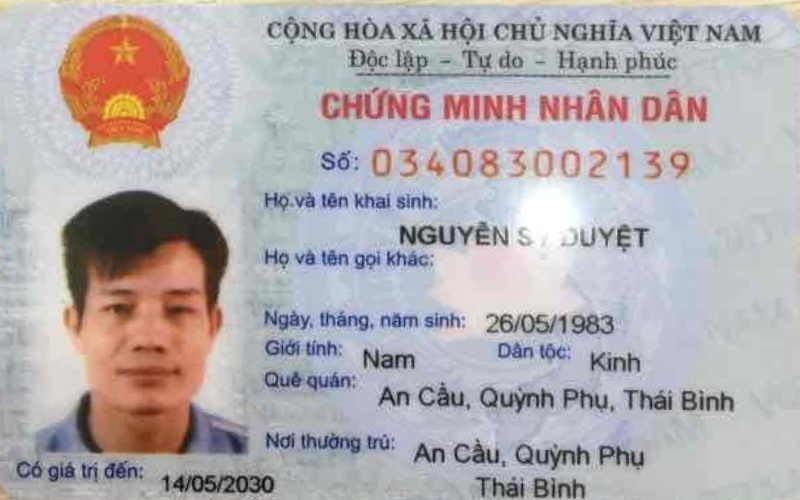 CỘNG HÒA XÃ HỘI CHỦ NGHĨA VIỆT NAM
Độc lập - Tự do - Hạnh phúc
CHỨNG MINH NHÂN DÂN
Số: 034083002139
Họ và tên khai sinh:
NGUYỄN SỸ DUYỆT
Họ và tên gọi khác:
Ngày, tháng, năm sinh: 26/05/1983
Giới tính: Nam Dân tộc: Kinh
Quê quán:
An Cầu, Quỳnh Phụ, Thái Bình
Nơi thường trú: An Cầu, Quỳnh Phụ
Thái Bình
Có giá trị đến: 14/05/2030